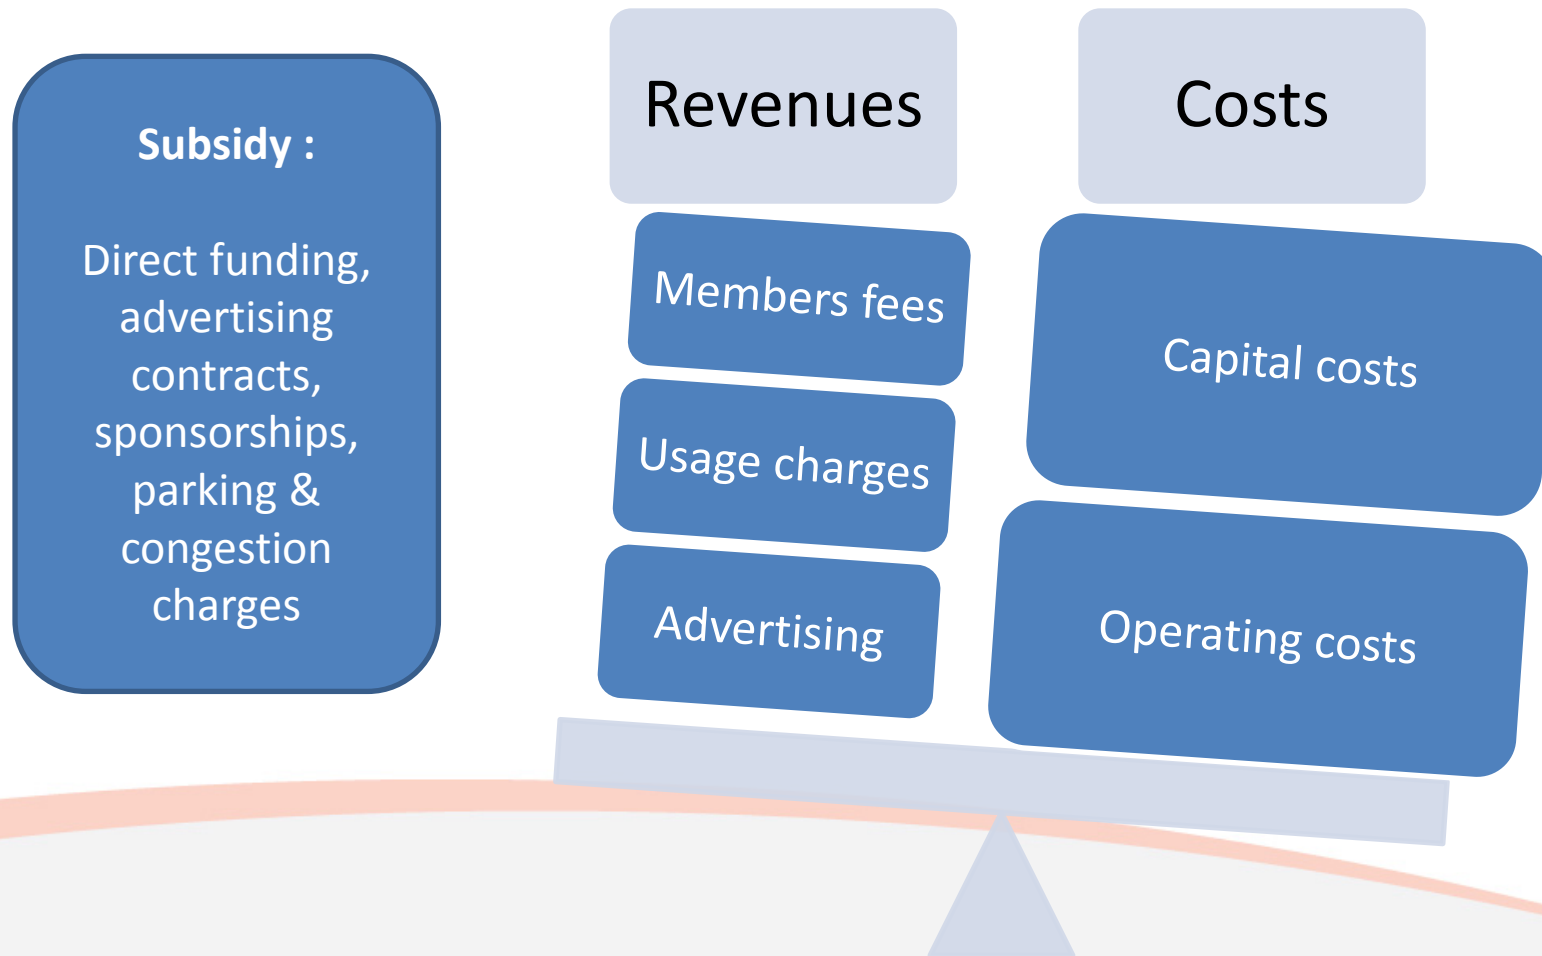 Subsidy :
Direct funding,
advertising
contracts,
sponsorships,
parking &
congestion
charges
Revenues
Members fees
Usage charges
Advertising
Costs
Capital costs
Operating costs